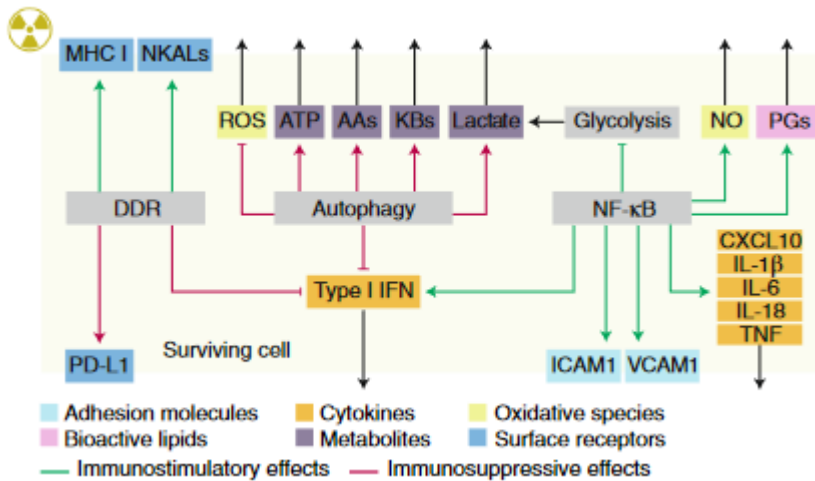 MHC I NKALs
ROS ATP AAs KBs Lactate Glycolysis NO PGs
DDR Autophagy NF-κB
CXCL10
IL-1β
Type I IFN IL-6
IL-18
TNF
Surviving cell
PD-L1 ICAM1 VCAM1
Adhesion molecules Cytokines Oxidative species
Bioactive lipids Metabolites Surface receptors
Immunostimulatory effects Immunosuppressive effects